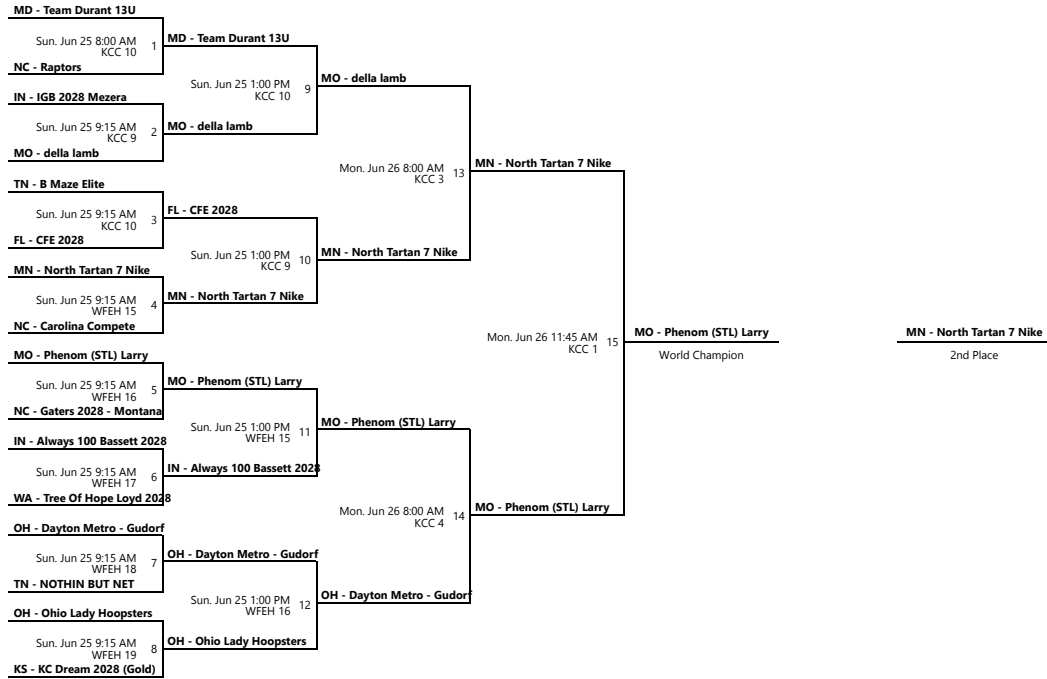 MD - Team Durant 13U
Sun. Jun 25 8:00 AM
KCC 10
1
NC - Raptors
MD - Team Durant 13U
IN - IGB 2028 Mezera
Sun. Jun 25 9:15 AM
KCC 9
2
MO - della lamb
MO - della lamb
Sun. Jun 25 1:00 PM
KCC 10
9
MO - della lamb
TN - B Maze Elite
Sun. Jun 25 9:15 AM
KCC 10
3
FL - CFE 2028
FL - CFE 2028
MN - North Tartan 7 Nike
Sun. Jun 25 9:15 AM
WFEH 15
4
NC - Carolina Compete
MN - North Tartan 7 Nike
Sun. Jun 25 1:00 PM
KCC 9
10
MN - North Tartan 7 Nike
Mon. Jun 26 8:00 AM
KCC 3
13
MN - North Tartan 7 Nike
MO - Phenom (STL) Larry
Sun. Jun 25 9:15 AM
WFEH 16
5
NC - Gaters 2028 - Montana
MO - Phenom (STL) Larry
IN - Always 100 Bassett 2028
Sun. Jun 25 9:15 AM
WFEH 17
6
WA - Tree Of Hope Loyd 2028
IN - Always 100 Bassett 2028
Sun. Jun 25 1:00 PM
WFEH 15
11
MO - Phenom (STL) Larry
OH - Dayton Metro - Gudorf
Sun. Jun 25 9:15 AM
WFEH 18
7
TN - NOTHIN BUT NET
OH - Dayton Metro - Gudorf
OH - Ohio Lady Hoopsters
Sun. Jun 25 9:15 AM
WFEH 19
8
KS - KC Dream 2028 (Gold)
OH - Ohio Lady Hoopsters
Sun. Jun 25 1:00 PM
WFEH 16
12
OH - Dayton Metro - Gudorf
Mon. Jun 26 8:00 AM
KCC 4
14
MO - Phenom (STL) Larry
Mon. Jun 26 11:45 AM
KCC 1
15
MO - Phenom (STL) Larry
World Champion
MN - North Tartan 7 Nike
2nd Place